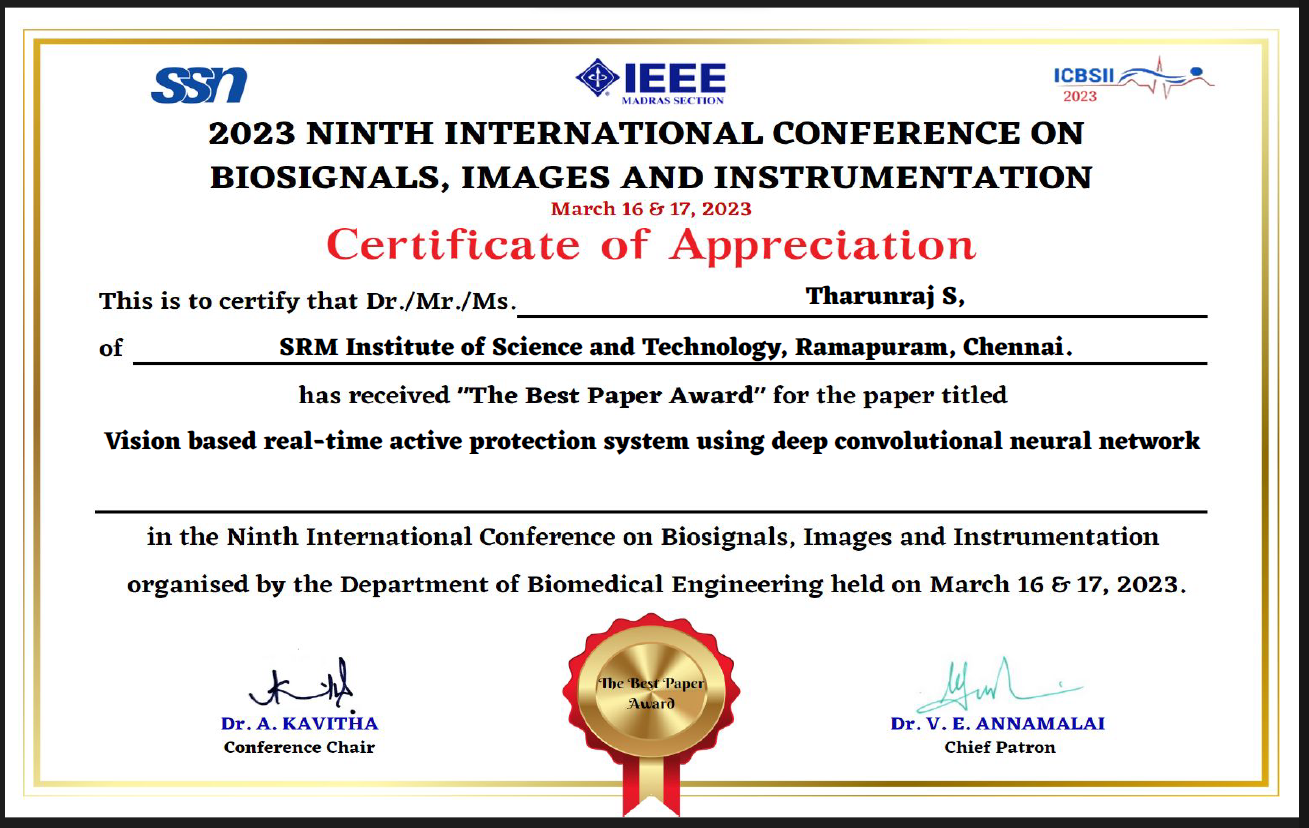 ssn
IEEE
MADRAS SECTION
ICBSII
2023
2023 NINTH INTERNATIONAL CONFERENCE ON
BIOSIGNALS, IMAGES AND INSTRUMENTATION
March 16 & 17, 2023
Certificate of Appreciation
This is to certify that Dr./Mr./Ms. Tharunraj S,
of SRM Institute of Science and Technology, Ramapuram, Chennai.
has received "The Best Paper Award" for the paper titled
Vision based real-time active protection system using deep convolutional neural network
in the Ninth International Conference on Biosignals, Images and Instrumentation
organised by the Department of Biomedical Engineering held on March 16 & 17, 2023.
The Best Paper
Award
Dr. A. KAVITHA
Conference Chair
Dr. V. E. ANNAMALAI
Chief Patron